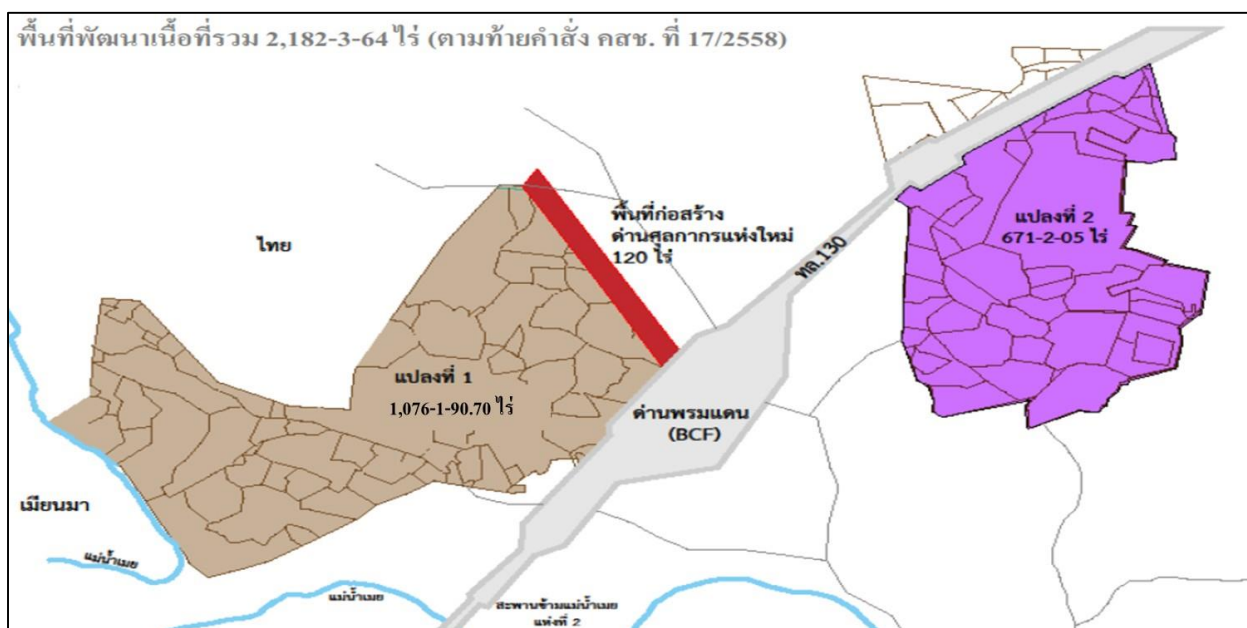 พื้นที่พัฒนาเนื้อที่รวม 2,182-3-64 ไร่ (ตามท้ายคำสั่ง คสช. ที่ 17/2558)
ไทย
พื้นที่ก่อสร้าง
ด่านศุลกากรแห่งใหม่
120 ไร่
ทล.130
แปลงที่ 2
671-2-05 ไร่
แปลงที่ 1
1,076-1-90.70 ไร่
ด่านพรมแดน
(BCF)
เมียนมา
แม่น้ำเมย
แม่น้ำเมย
สะพานข้ามแม่น้ำเมย
แห่งที่ 2